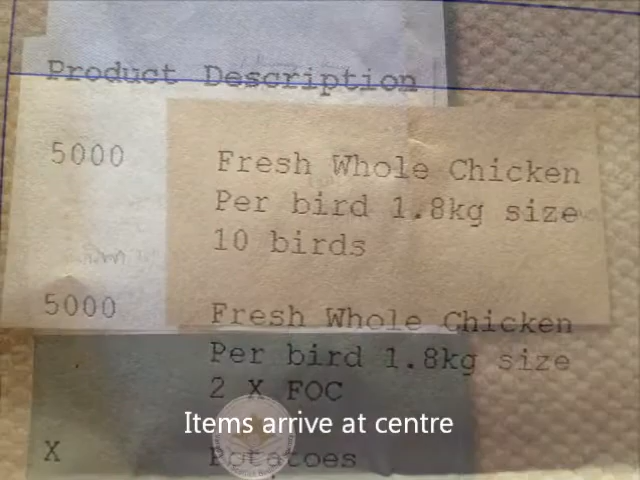 Product Description
5000 Fresh Whole Chicken
Per bird 1.8kg size
10 birds
5000 Fresh Whole Chicken
Per bird 1.8kg size
2 X FOC
Items arrive at centre
X Potatoes